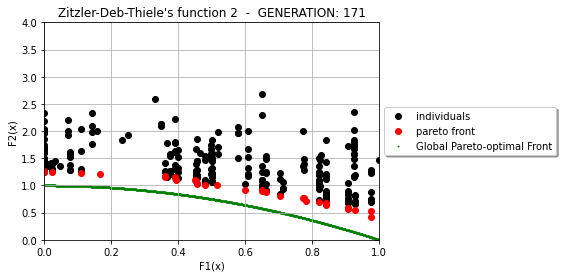 Zitzler-Deb-Thiele's function 2 - GENERATION: 171
4.0
3.5
3.0
2.5
2.0
1.5
1.0
0.5
0.0
F2(x)
0.0 0.2 0.4 0.6 0.8 1.0
F1(x)
individuals
pareto front
Global Pareto-optimal Front